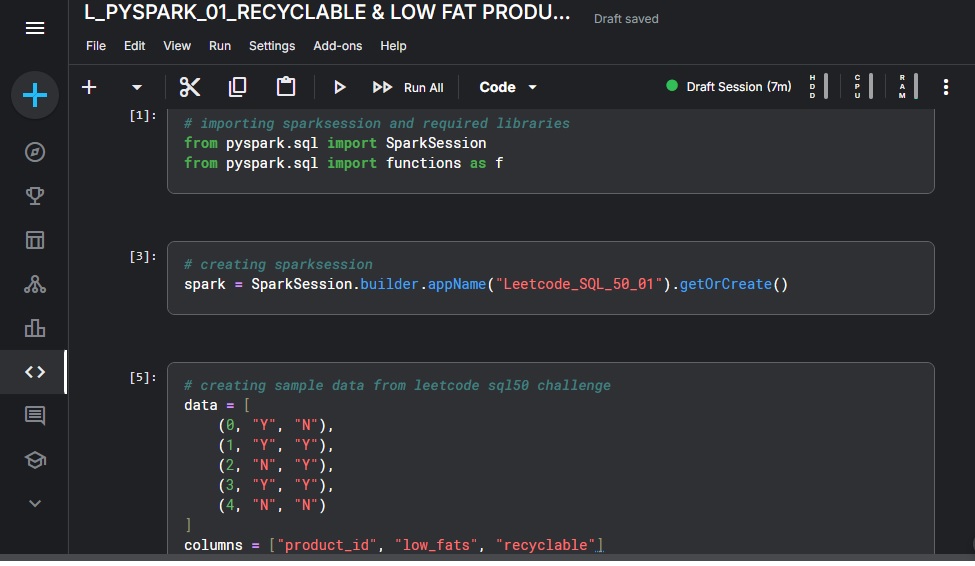 L_PYSPARK_01_RECYCLABLE & LOW FAT PRODU...
Draft saved
File Edit View Run Settings Add-ons Help
Run All Code Draft Session (7m) HDD CPU RAM
[1]:
# importing sparksession and required libraries
from pyspark.sql import SparkSession
from pyspark.sql import functions as f
[3]:
# creating sparksession
spark = SparkSession.builder.appName("Leetcode_SQL_50_01").getOrCreate()
[5]:
# creating sample data from leetcode sql50 challenge
data = [
(0, "Y", "N"),
(1, "Y", "Y"),
(2, "N", "Y"),
(3, "Y", "Y"),
(4, "N", "N")
]
columns = ["product_id", "low_fats", "recyclable"]